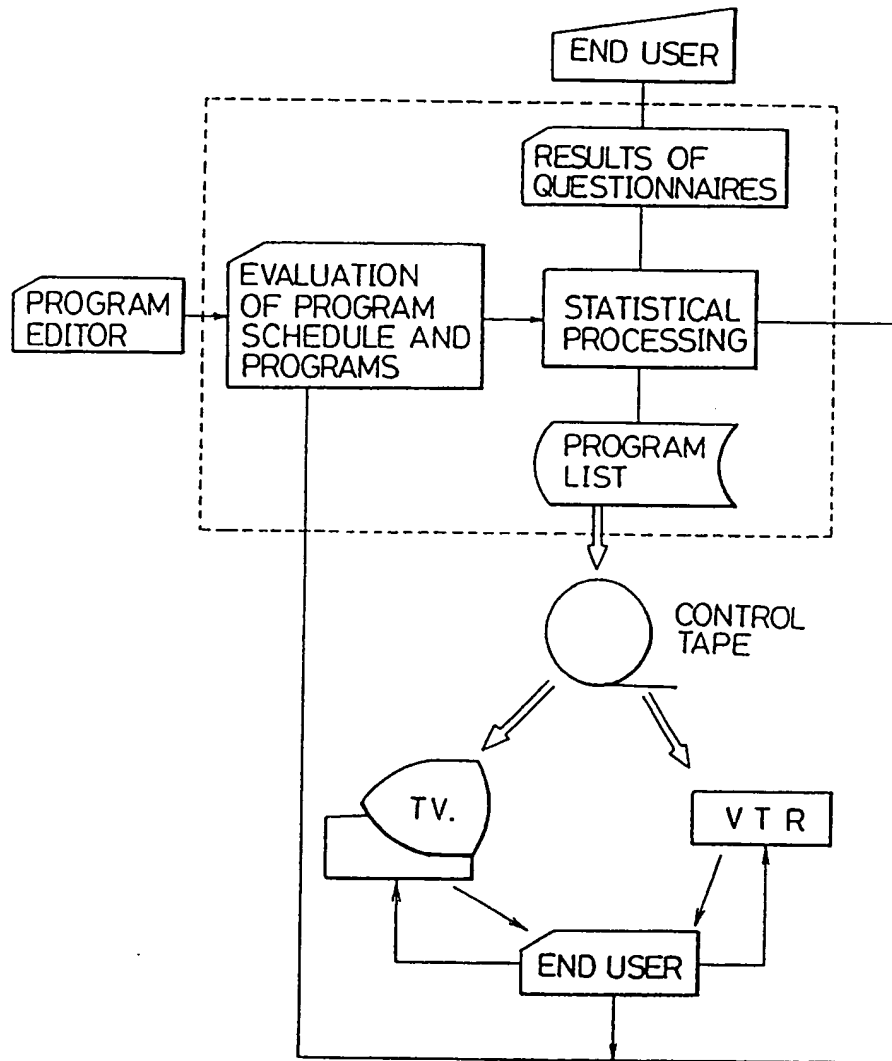 END USER
RESULTS OF
QUESTIONNAIRES
PROGRAM
EDITOR
EVALUATION
OF PROGRAM
SCHEDULE AND
PROGRAMS
STATISTICAL
PROCESSING
PROGRAM
LIST
CONTROL
TAPE
TV.
VTR
END USER